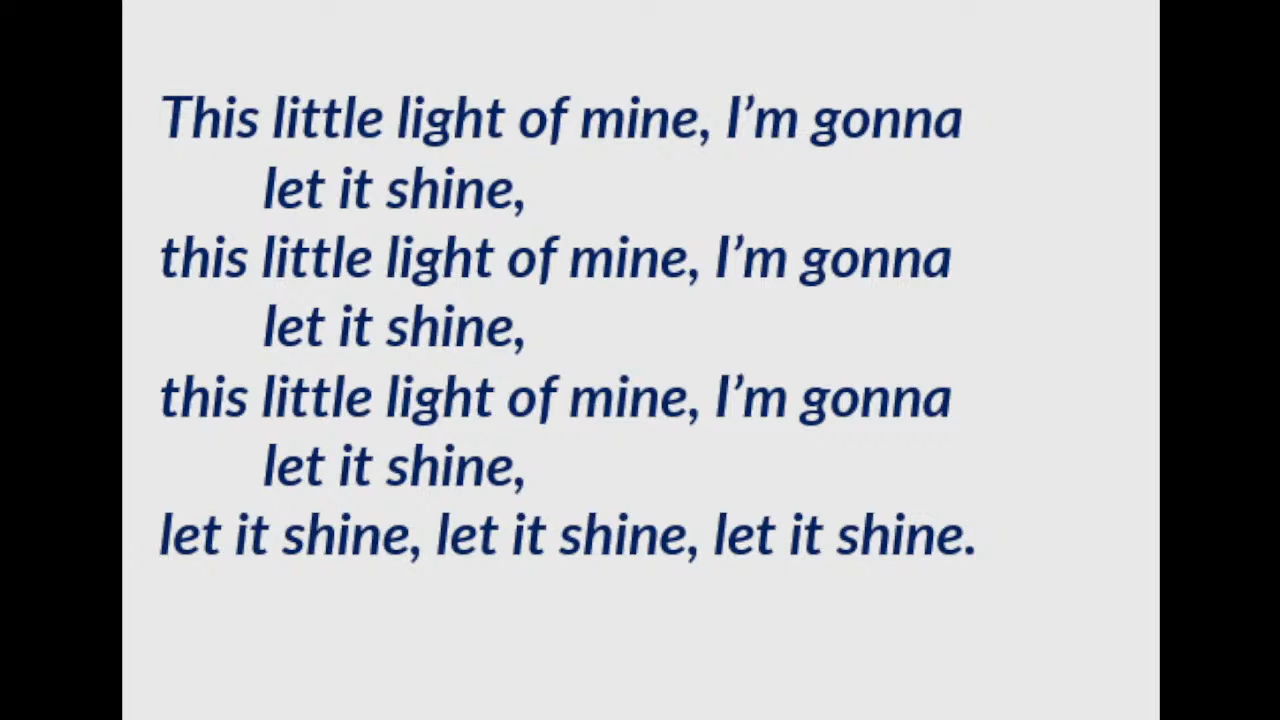 This little light of mine, I’m gonna
let it shine,
this little light of mine, I’m gonna
let it shine,
this little light of mine, I’m gonna
let it shine,
let it shine, let it shine, let it shine.